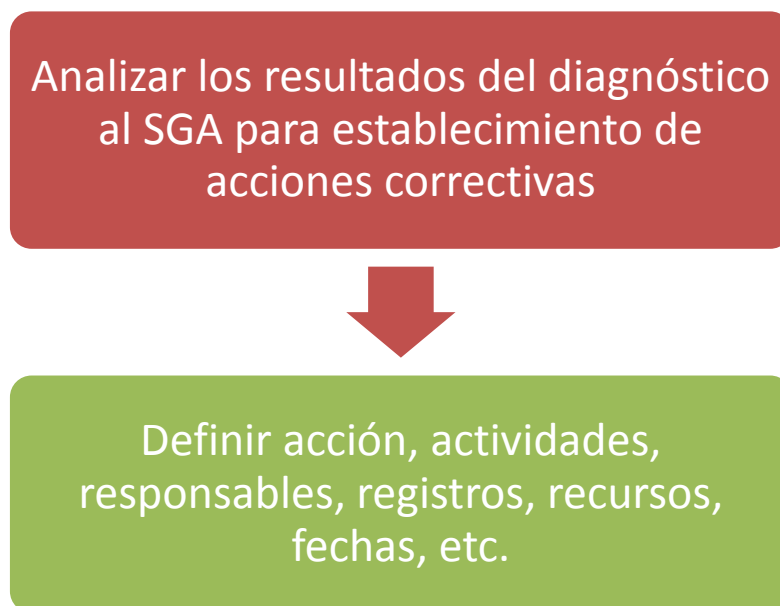 Analizar los resultados del diagnóstico
al SGA para establecimiento de
acciones correctivas
Definir acción, actividades,
responsables, registros, recursos,
fechas, etc.